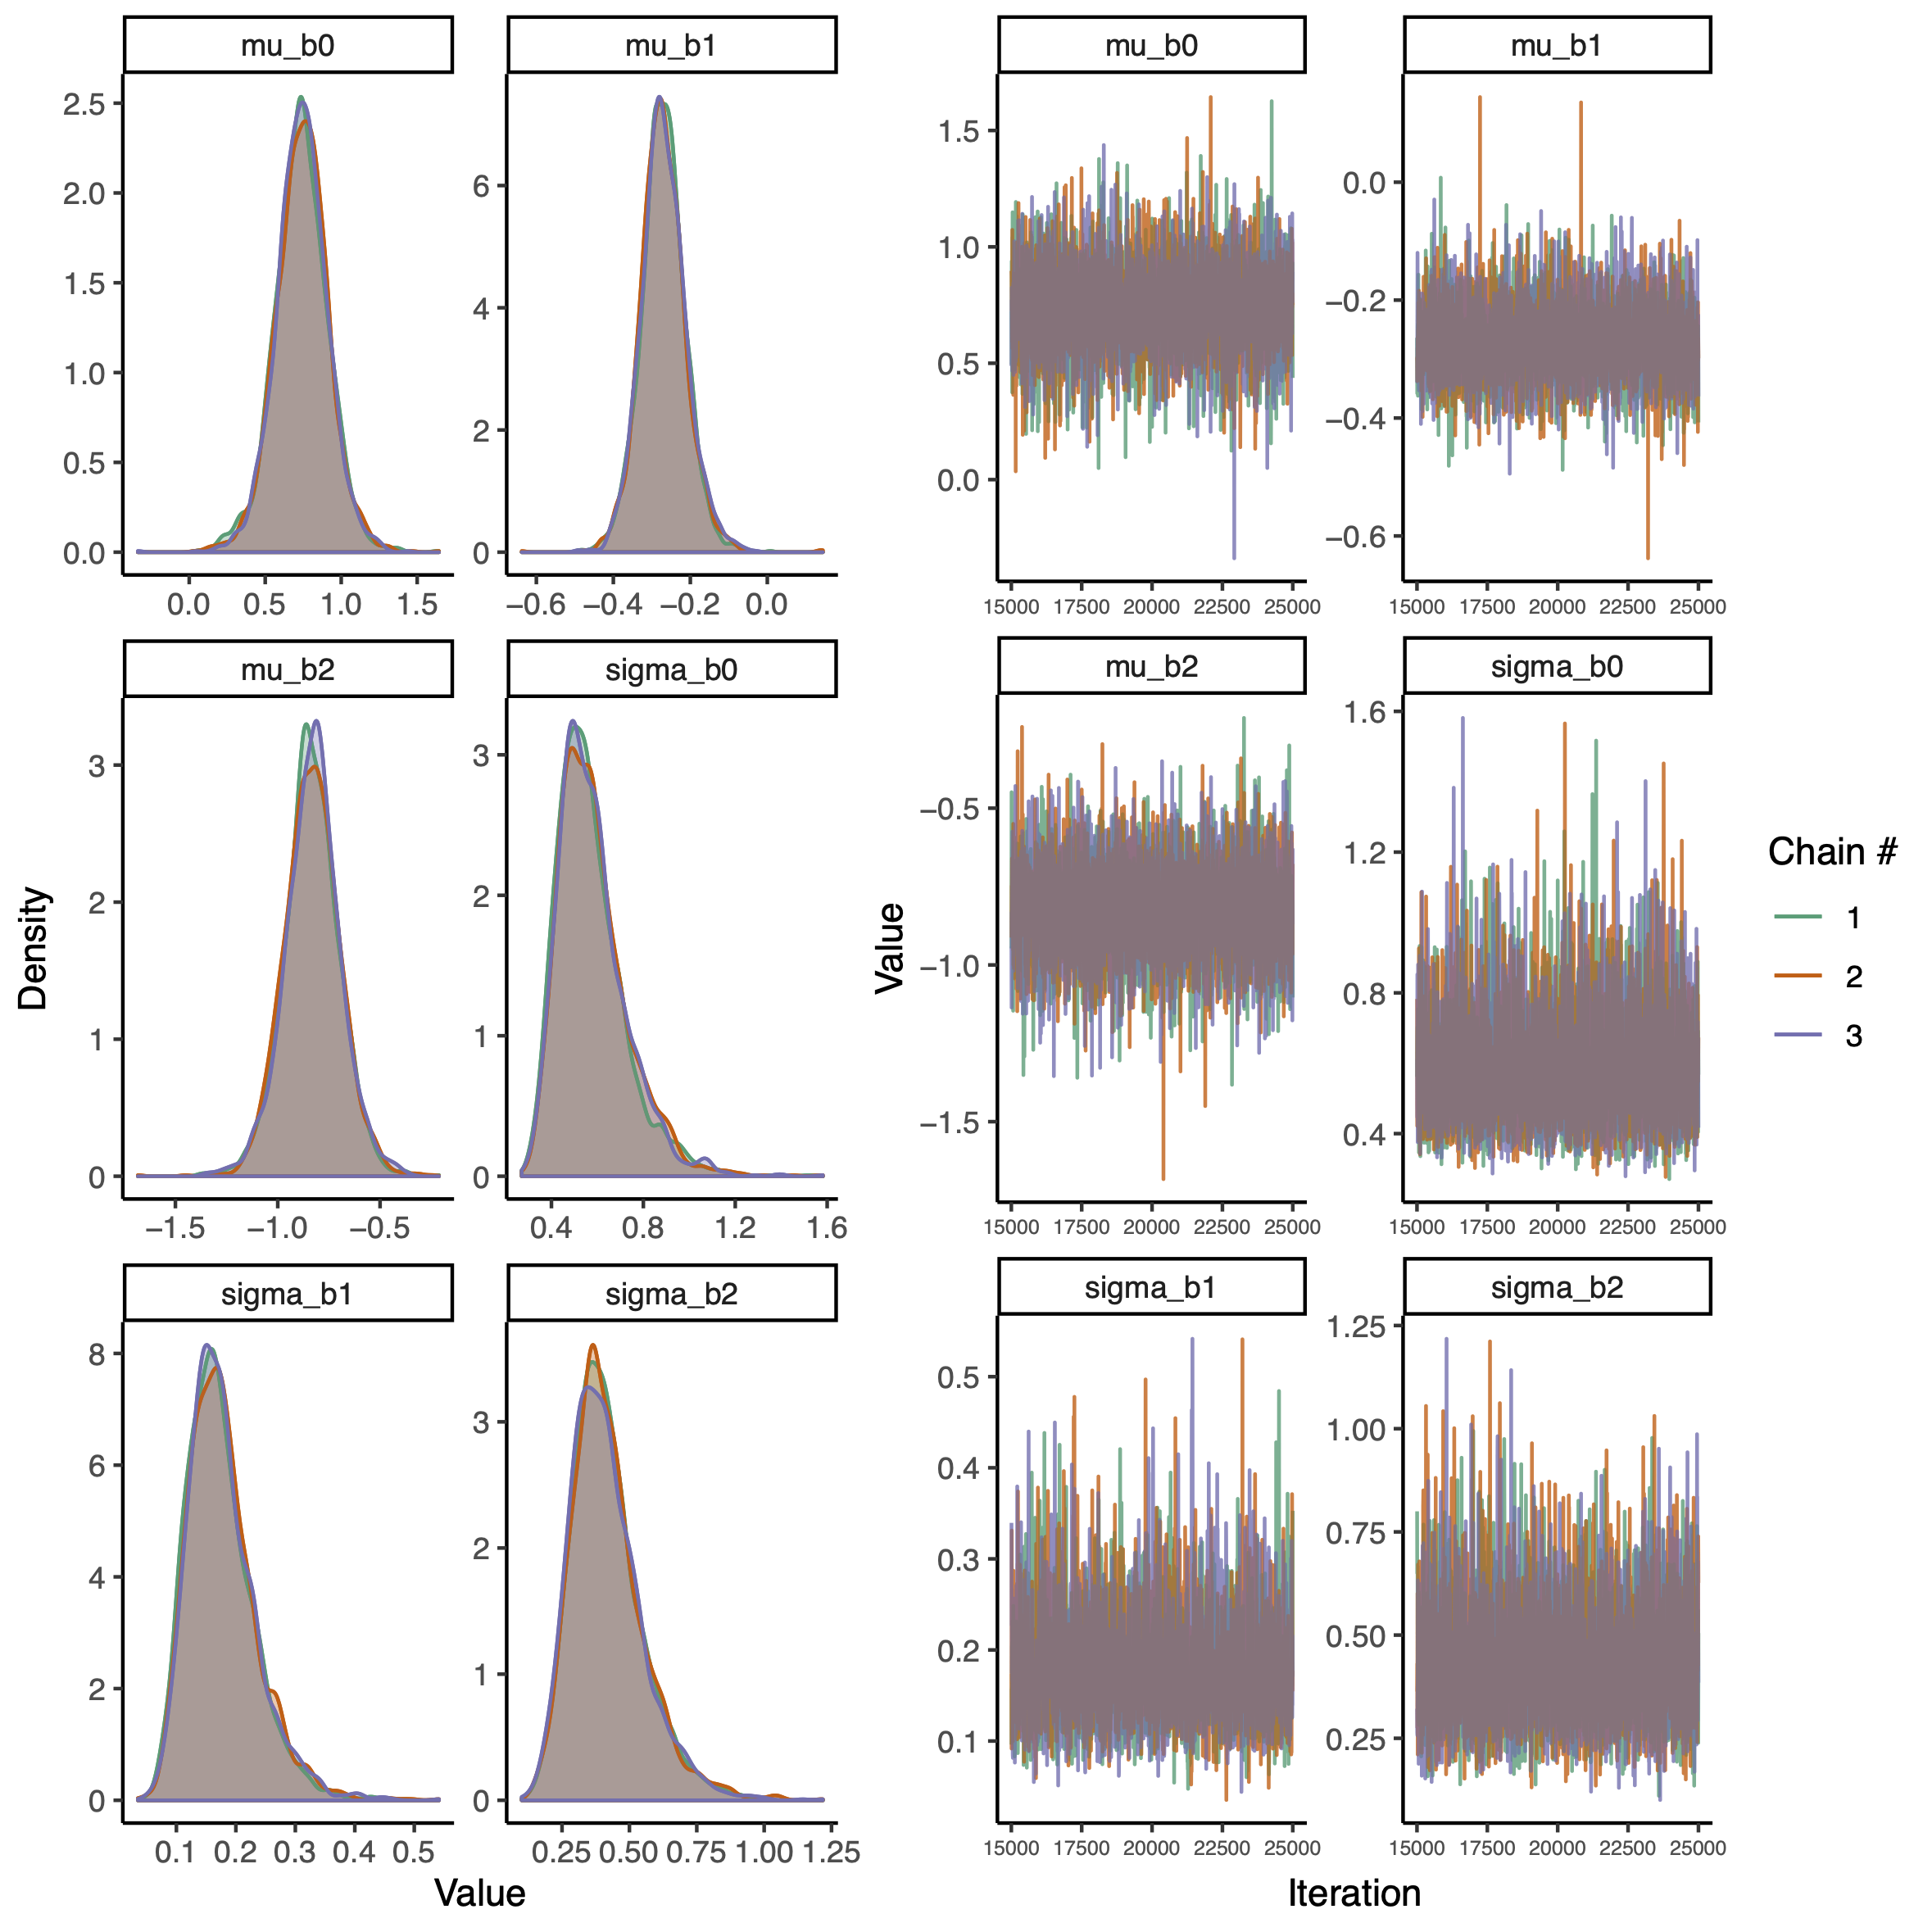 mu_b0 mu_b1 mu_b0 mu_b1
2.5
2.0
1.5
1.0
0.5
0.0
6
4
2
0
1.5
1.0
0.5
0.0
0.0
−0.2
−0.4
−0.6
0.0 0.5 1.0 1.5
−0.6 −0.4 −0.2 0.0
15000 17500 20000 22500 25000
15000 17500 20000 22500 25000
mu_b2 sigma_b0 mu_b2 sigma_b0
3
2
1
0
3
2
1
0
−0.5
−1.0
−1.5
1.6
1.2
0.8
0.4
−1.5 −1.0 −0.5
0.4 0.8 1.2 1.6
15000 17500 20000 22500 25000
15000 17500 20000 22500 25000
sigma_b1 sigma_b2 sigma_b1 sigma_b2
8
6
4
2
0
3
2
1
0
0.5
0.4
0.3
0.2
0.1
1.25
1.00
0.75
0.50
0.25
0.1 0.2 0.3 0.4 0.5
0.25 0.50 0.75 1.00 1.25
15000 17500 20000 22500 25000
15000 17500 20000 22500 25000
Density
Value
Value
Iteration
Chain #
1
2
3